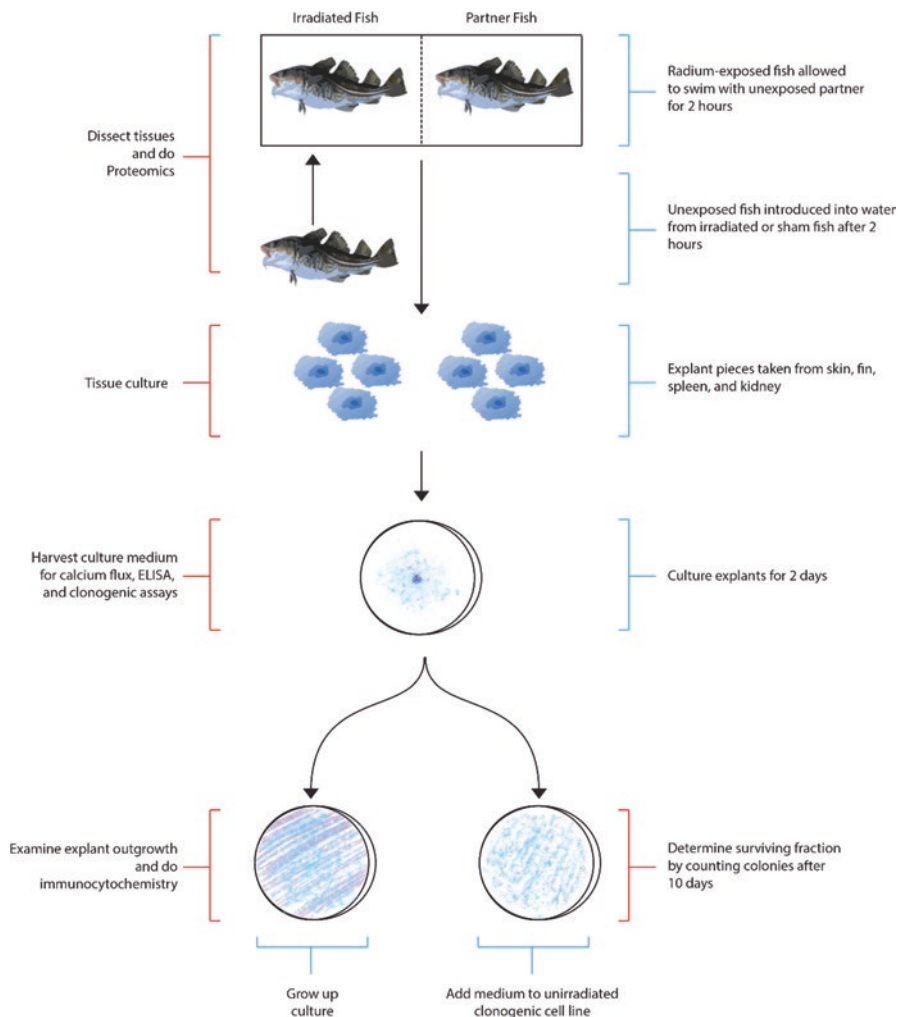 Irradiated Fish
Partner Fish
Radium-exposed fish allowed
to swim with unexposed partner
for 2 hours
Dissect tissues
and do
Proteomics
Unexposed fish introduced into water
from irradiated or sham fish after 2
hours
Tissue culture
Explant pieces taken from skin, fin,
spleen, and kidney
Harvest culture medium
for calcium flux, ELISA,
and clonogenic assays
Culture explants for 2 days
Examine explant outgrowth
and do
immunocytochemistry
Determine surviving fraction
by counting colonies after
10 days
Grow up
culture
Add medium to unirradiated
clonogenic cell line